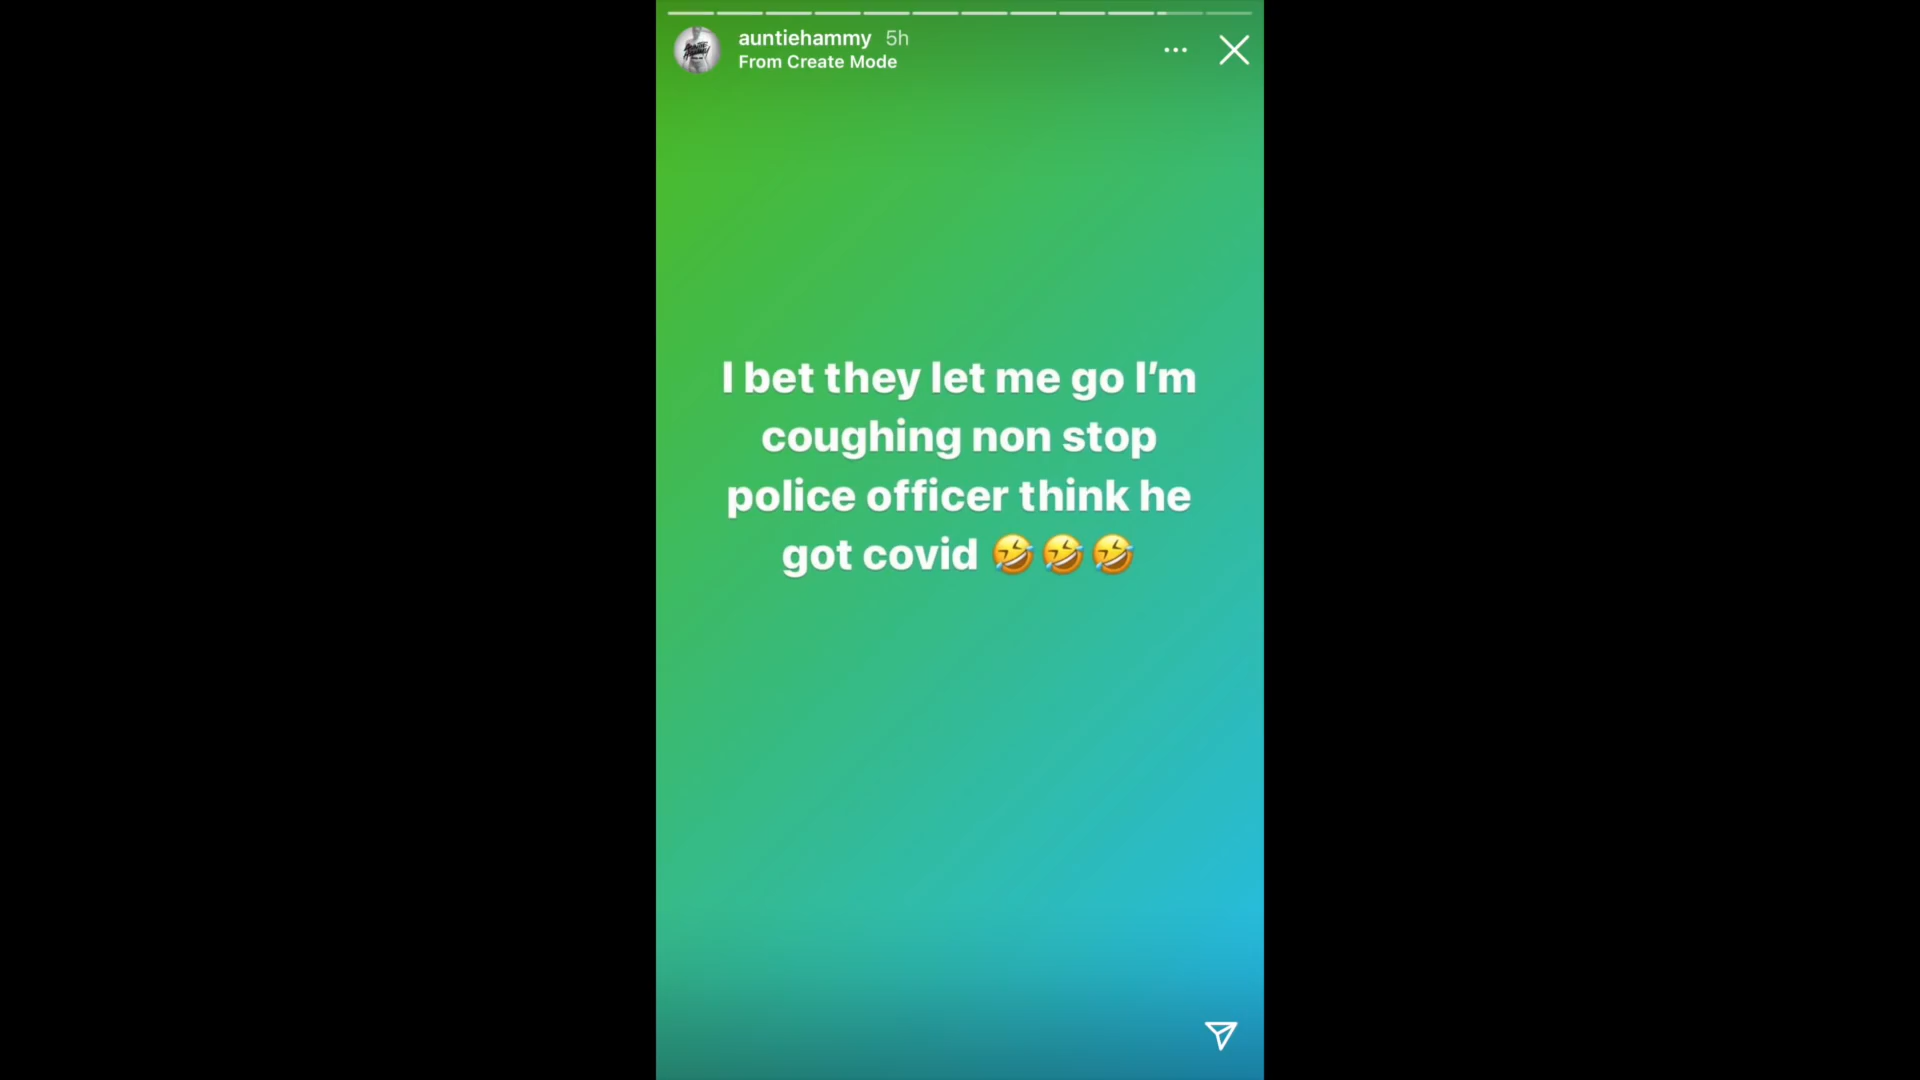 auntiehammy 5h
From Create Mode
I bet they let me go I’m
coughing non stop
police officer think he
got covid 🤣🤣🤣